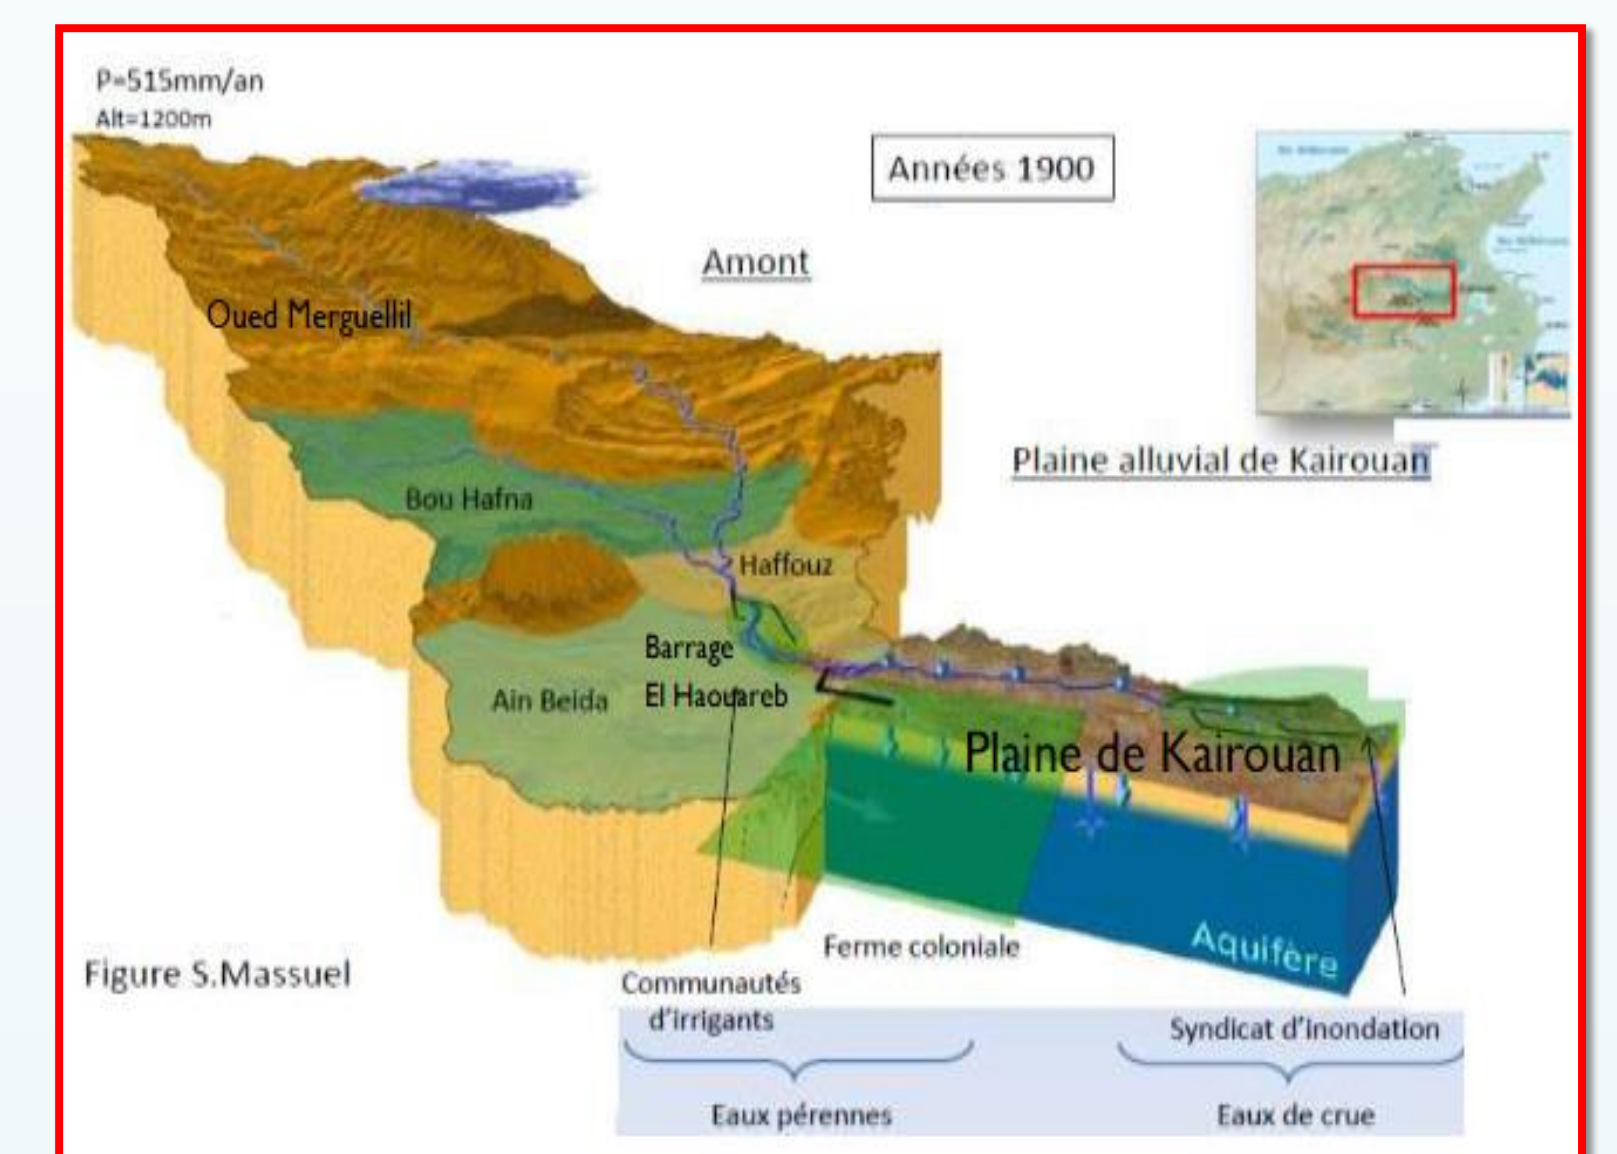 P=515mm/an
Alt=1200m
Années 1900
Amont
Oued Merguellil
Plaine alluvial de Kairouan
Bou Hafna
Haffouz
Barrage
El Haouareb
Ain Beida
Plaine de Kairouan
Aquifère
Ferme coloniale
Figure S.Massuel
Communautés
d'irrigants
Syndicat d'inondation
Eaux pérennes
Eaux de crue